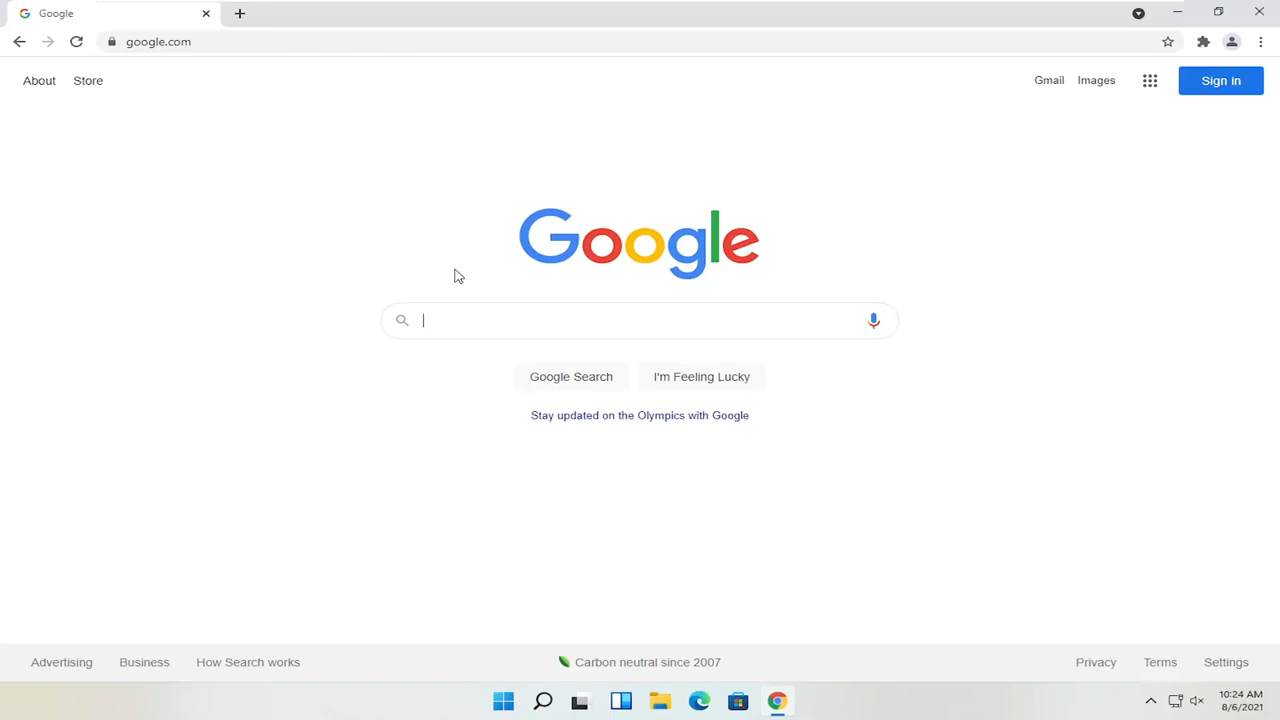 Google
google.com
About Store Gmail Images Sign in
Google
Google Search I'm Feeling Lucky
Stay updated on the Olympics with Google
Advertising Business How Search works Carbon neutral since 2007 Privacy Terms Settings
10:24 AM
8/6/2021